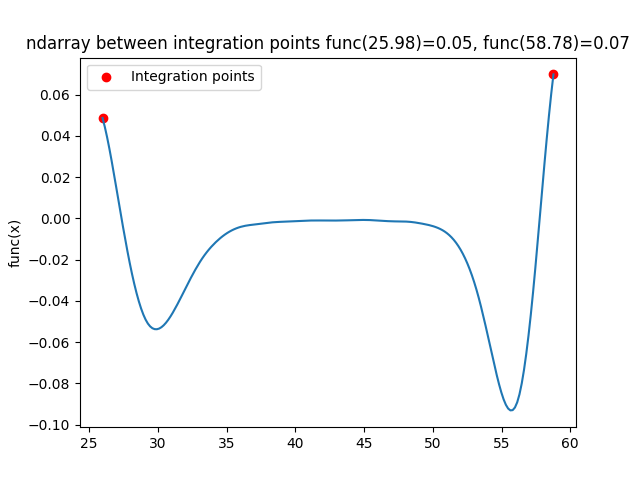 ndarray between integration points func(25.98)=0.05, func(58.78)=0.07
Integration points
0.06
0.04
0.02
0.00
−0.02
−0.04
−0.06
−0.08
−0.10
func(x)
25 30 35 40 45 50 55 60